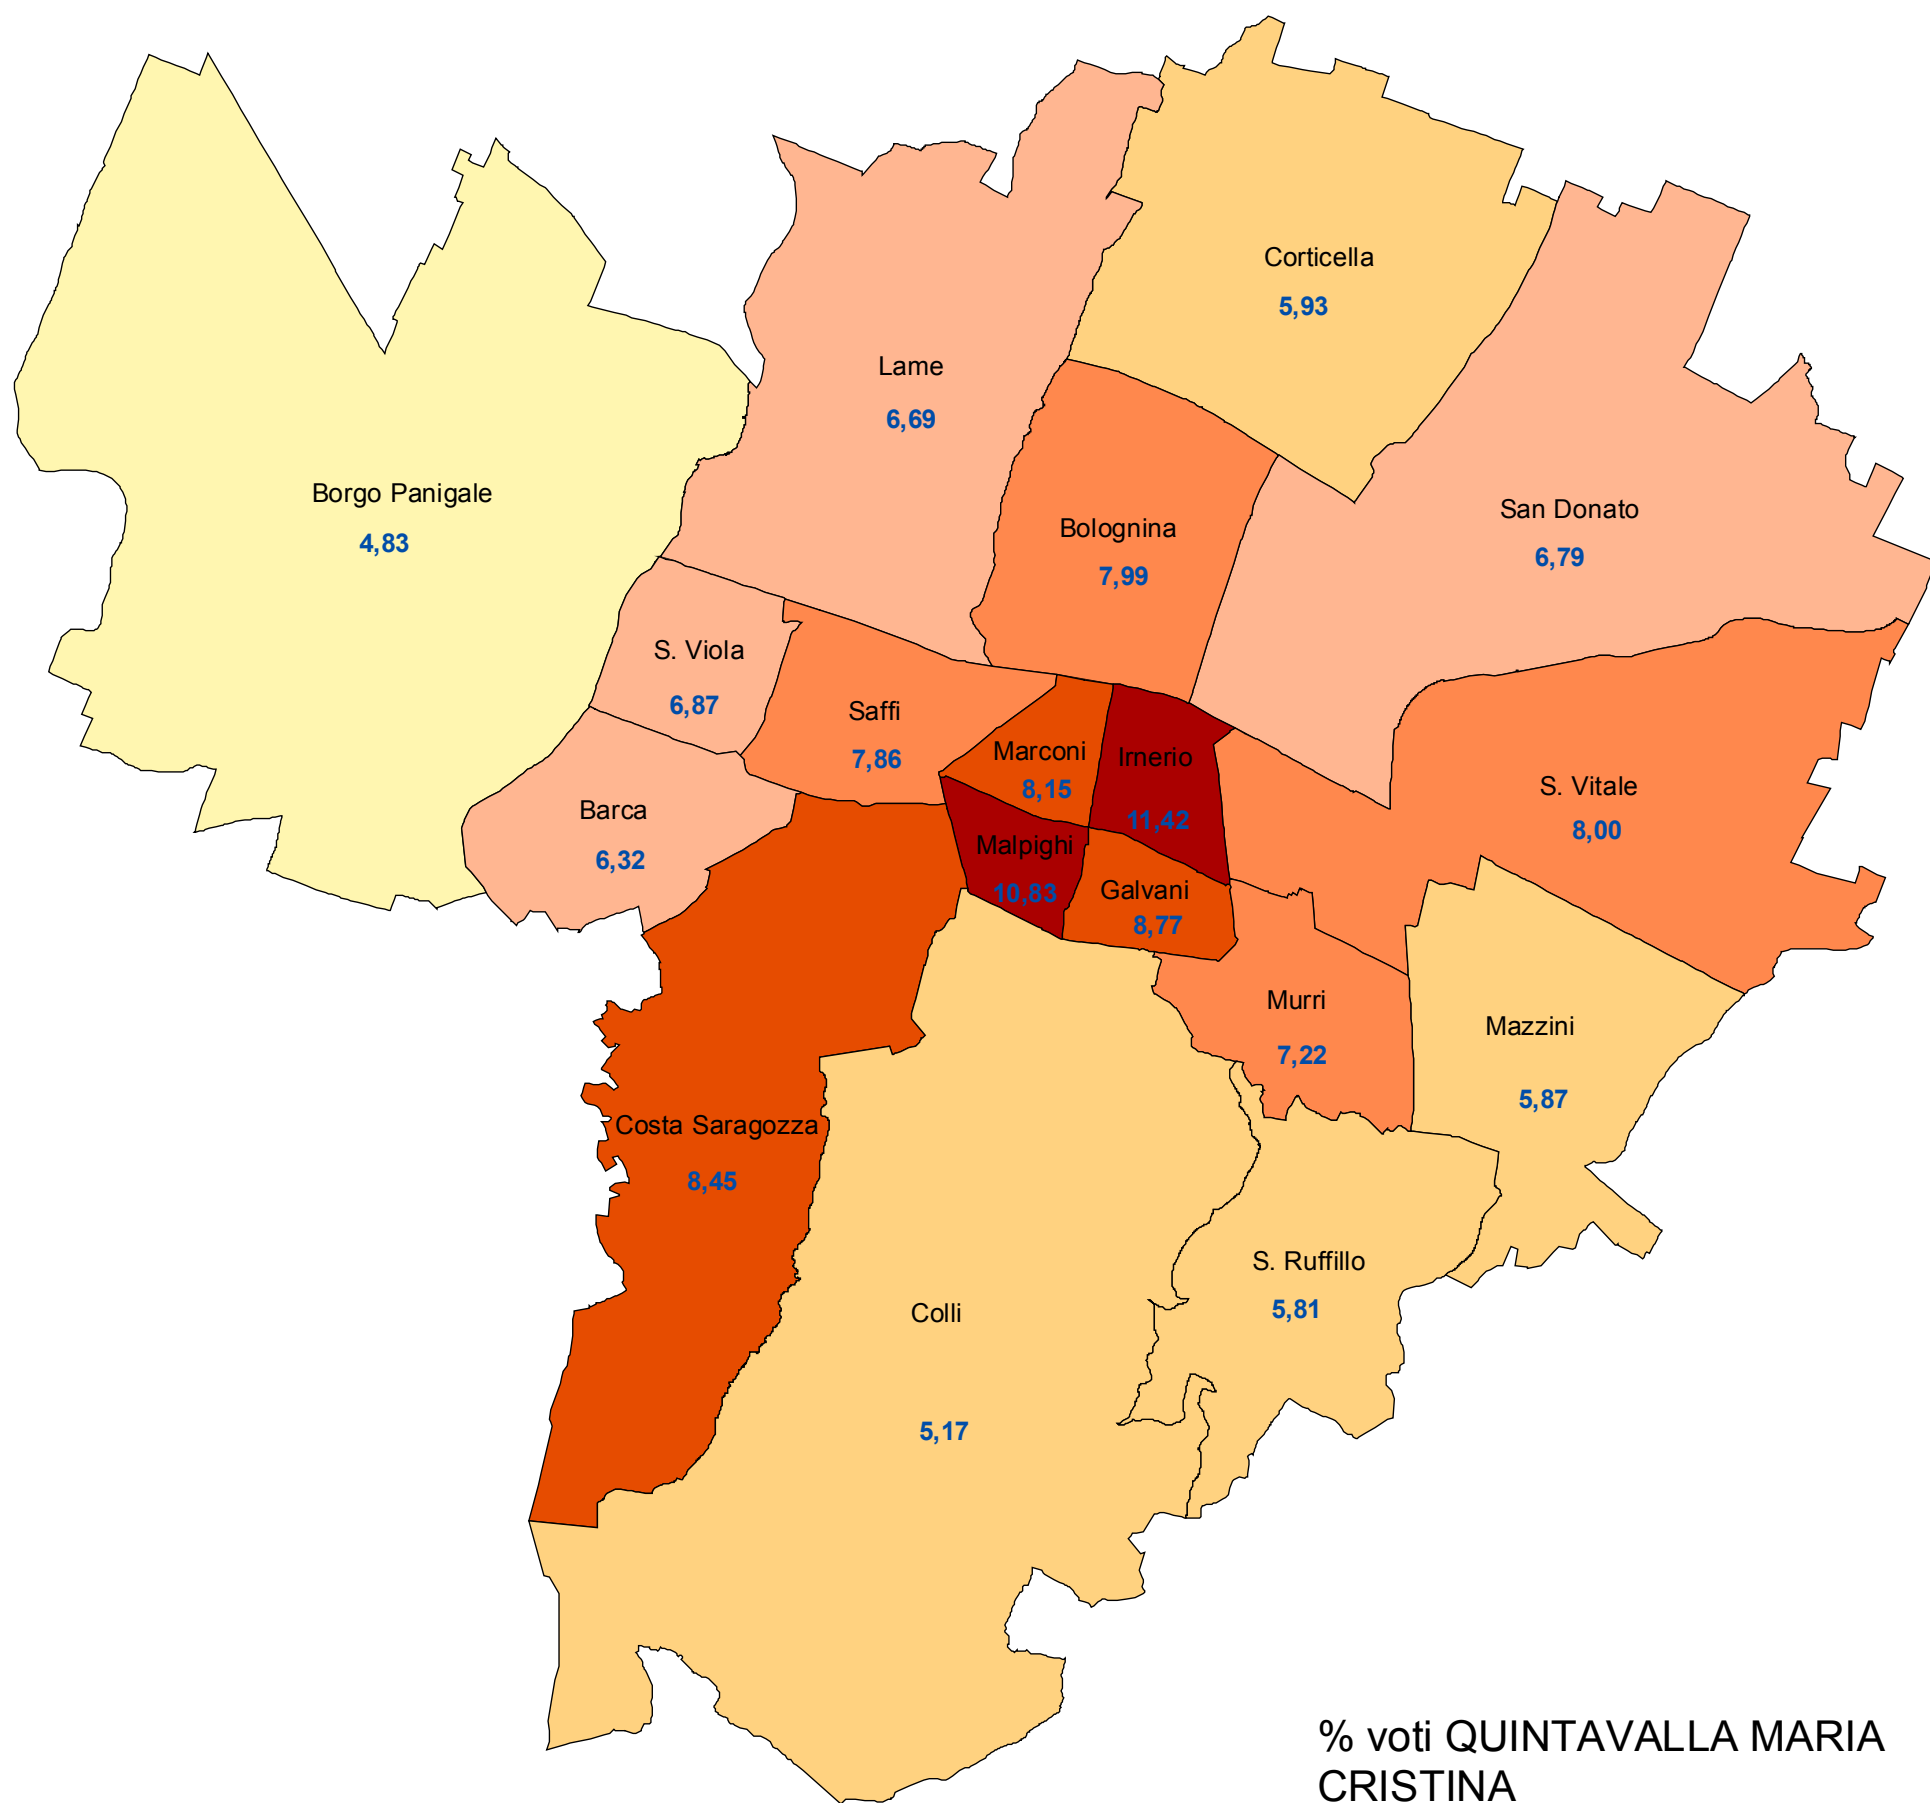 Corticella
5,93
Lame
6,69
Borgo Panigale
4,83
San Donato
6,79
Bolognina
7,99
S. Viola
6,87
Saffi
7,86
Marconi
8,15
Irnerio
11,42
S. Vitale
8,00
Barca
6,32
Malpighi
10,83
Galvani
8,77
Murri
7,22
Mazzini
5,87
Costa Saragozza
8,45
S. Ruffillo
5,81
Colli
5,17
% voti QUINTAVALLA MARIA
CRISTINA